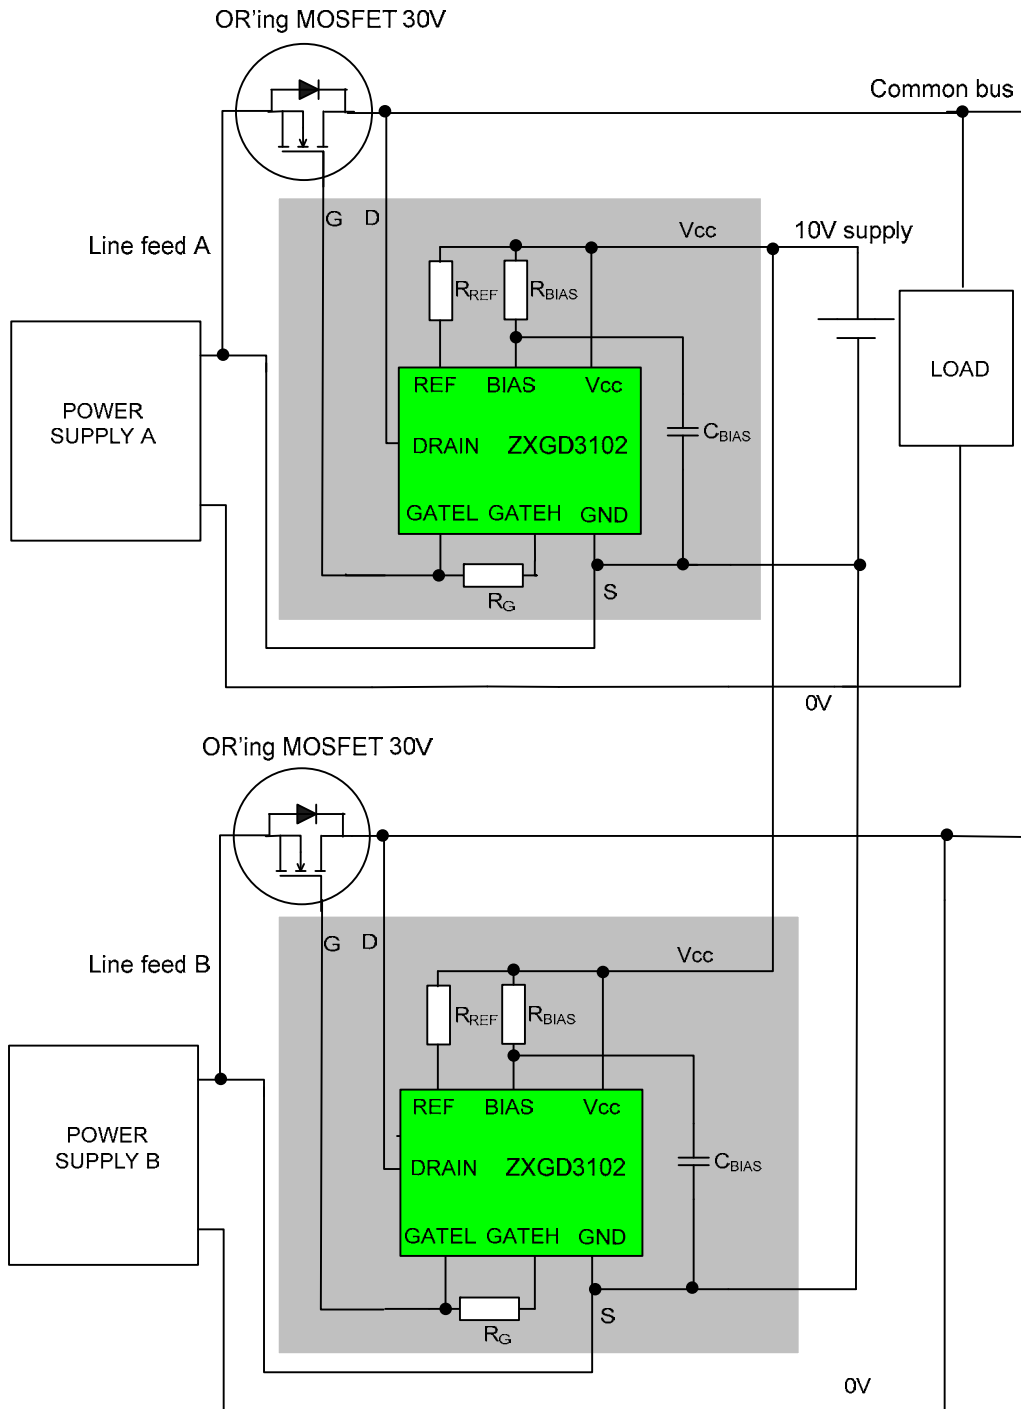 OR'ing MOSFET 30V
Common bus
G
D
Line feed A
Vcc
10V supply
RREF
RBIAS
LOAD
POWER
SUPPLY A
REF
BIAS
Vcc
DRAIN
ZXGD3102
CBIAS
GATEL
GATEH
GND
RG
S
0V
OR'ing MOSFET 30V
G
D
Line feed B
Vcc
RREF
RBIAS
POWER
SUPPLY B
REF
BIAS
Vcc
DRAIN
ZXGD3102
CBIAS
GATEL
GATEH
GND
RG
S
0V